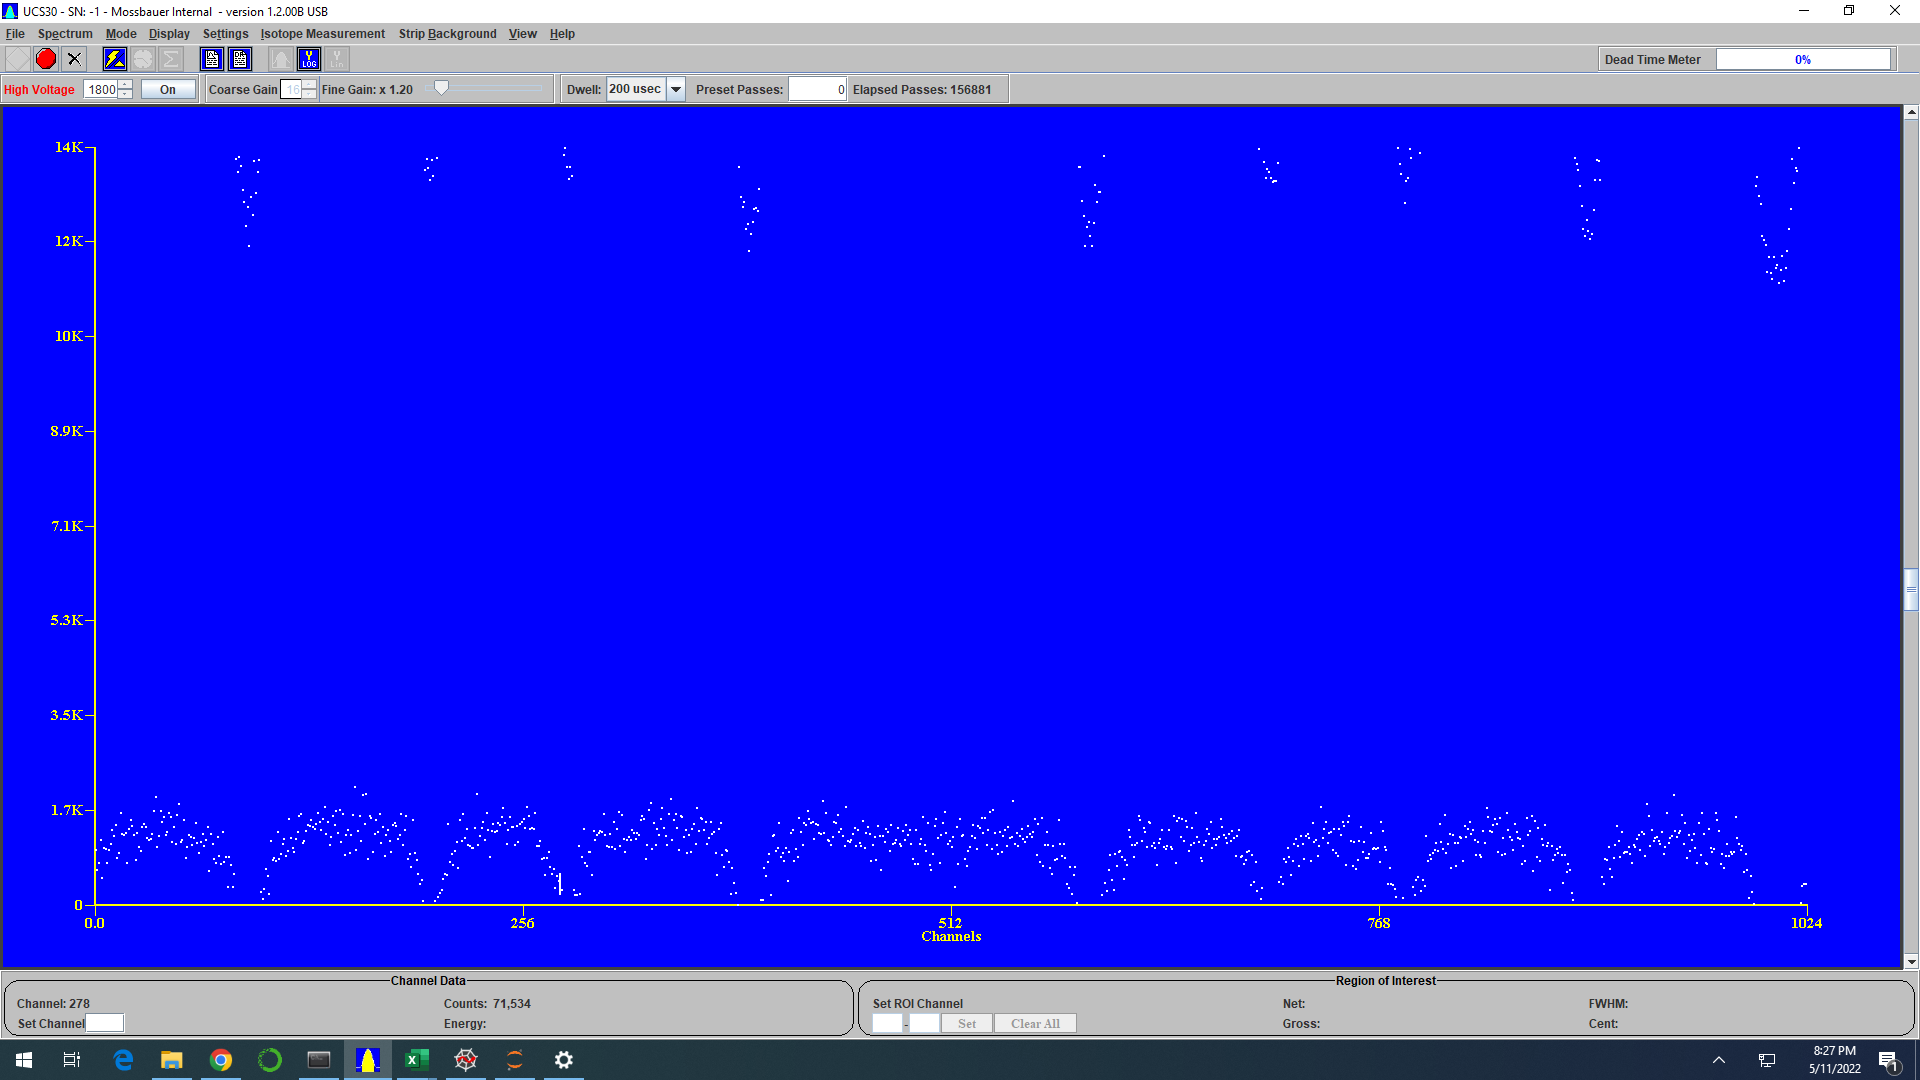 UCS30 - SN: -1 - Mossbauer Internal - version 1.2.00B USB
File Spectrum Mode Display Settings Isotope Measurement Strip Background View Help
Y LOG Y Lin
Dead Time Meter 0%
High Voltage 1800 On Coarse Gain 16 Fine Gain: x 1.20 Dwell: 200 usec Preset Passes: 0 Elapsed Passes: 156881
14K
12K
10K
8.9K
7.1K
5.3K
3.5K
1.7K
0
0.0 256 512 768 1024
Channels
Channel Data
Channel: 278 Counts: 71,534
Set Channel Energy:
Region of Interest
Set ROI Channel Net: FWHM:
- Set Clear All Gross: Cent:
8:27 PM
5/11/2022
1